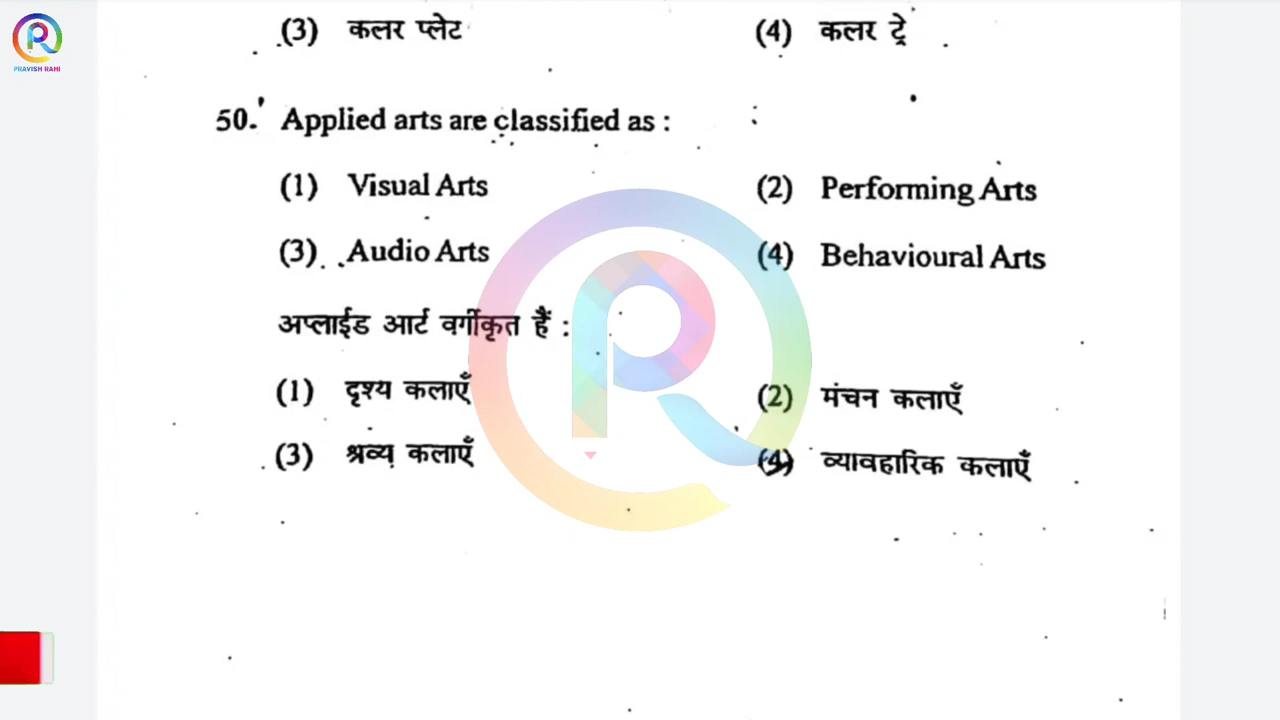 PRAVISH RAHI
(3) कलर प्लेट (4) कलर ट्रे
50. Applied arts are classified as :
(1) Visual Arts (2) Performing Arts
(3) Audio Arts (4) Behavioural Arts
अप्लाईड आर्ट वर्गीकृत हैं :
(1) दृश्य कलाएँ (2) मंचन कलाएँ
(3) श्रव्य कलाएँ (4) व्यावहारिक कलाएँ